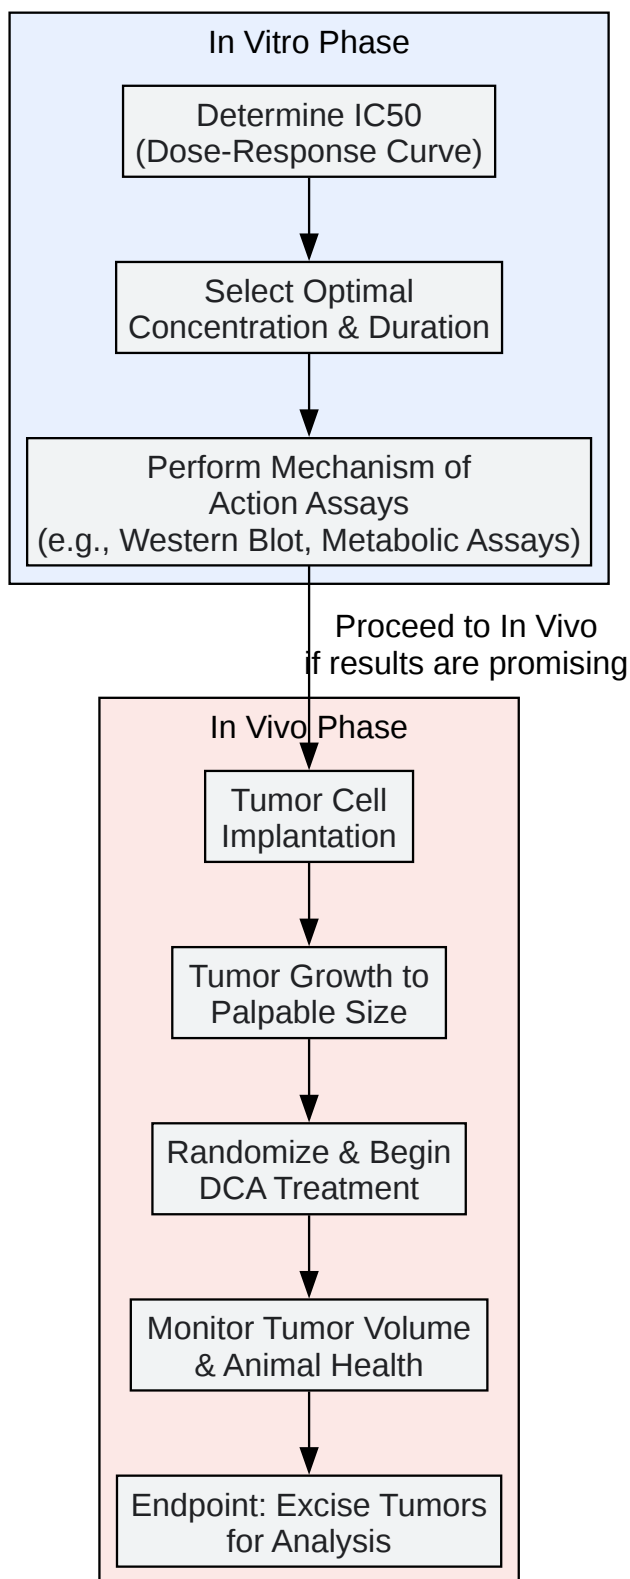 In Vitro Phase
Determine IC50
(Dose-Response Curve)
Select Optimal
Concentration & Duration
Perform Mechanism of
Action Assays
(e.g., Western Blot, Metabolic Assays)
Proceed to In Vivo
if results are promising
In Vivo Phase
Tumor Cell
Implantation
Tumor Growth to
Palpable Size
Randomize & Begin
DCA Treatment
Monitor Tumor Volume
& Animal Health
Endpoint: Excise Tumors
for Analysis